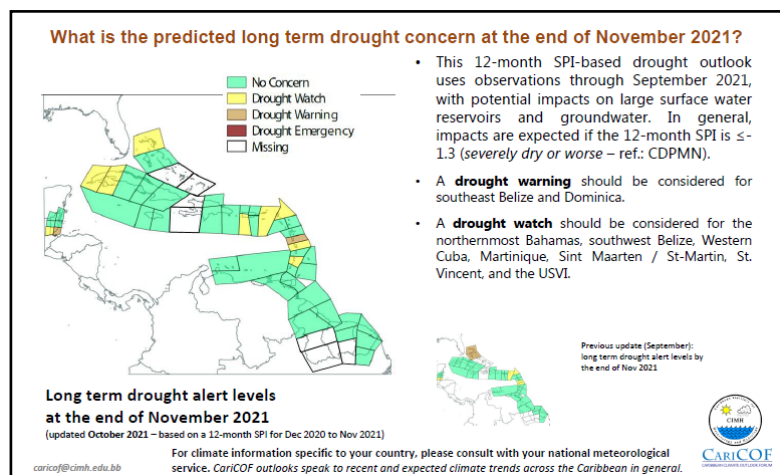 What is the predicted long term drought concern at the end of November 2021?
No Concern
Drought Watch
Drought Warning
Drought Emergency
Missing
• This 12-month SPI-based drought outlook
uses observations through September 2021,
with potential impacts on large surface water
reservoirs and groundwater. In general,
impacts are expected if the 12-month SPI is ≤-
1.3 (severely dry or worse – ref.: CDPMN).
• A drought warning should be considered for
southeast Belize and Dominica.
• A drought watch should be considered for the
northernmost Bahamas, southwest Belize, Western
Cuba, Martinique, Sint Maarten / St-Martin, St.
Vincent, and the USVI.
Previous update (September):
long term drought alert levels by
the end of Nov 2021
Long term drought alert levels
at the end of November 2021
(updated October 2021 – based on a 12-month SPI for Dec 2020 to Nov 2021)
For climate information specific to your country, please consult with your national meteorological
service. CariCOF outlooks speak to recent and expected climate trends across the Caribbean in general.
caricof@cimh.edu.bb
CIMH
CARICOF
CARIBBEAN CLIMATE OUTLOOK FORUM